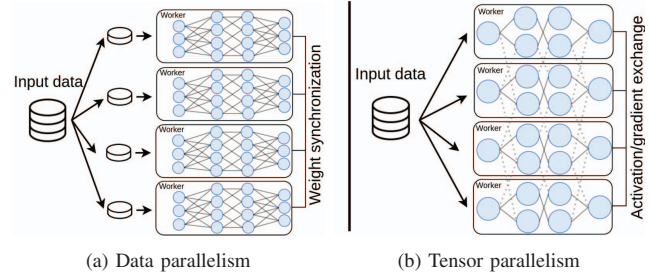 Worker
Worker
Worker
Worker
Input data
Weight synchronization
(a) Data parallelism
Worker
Worker
Worker
Worker
Input data
Activation/gradient exchange
(b) Tensor parallelism